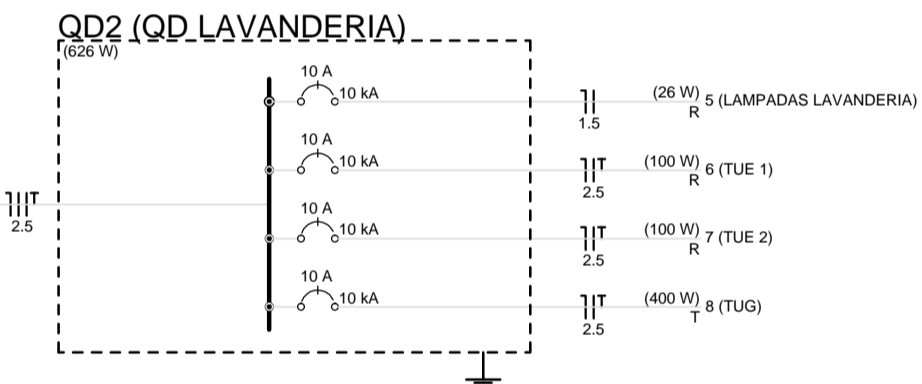 QD2 (QD LAVANDERIA)
(626 W)
10 A
10 kA
1.5
(26 W)
R
5 (LAMPADAS LAVANDERIA)
10 A
10 kA
T
2.5
(100 W)
R
6 (TUE 1)
T
2.5
10 A
10 kA
T
2.5
(100 W)
R
7 (TUE 2)
10 A
10 kA
T
2.5
(400 W)
T
8 (TUG)